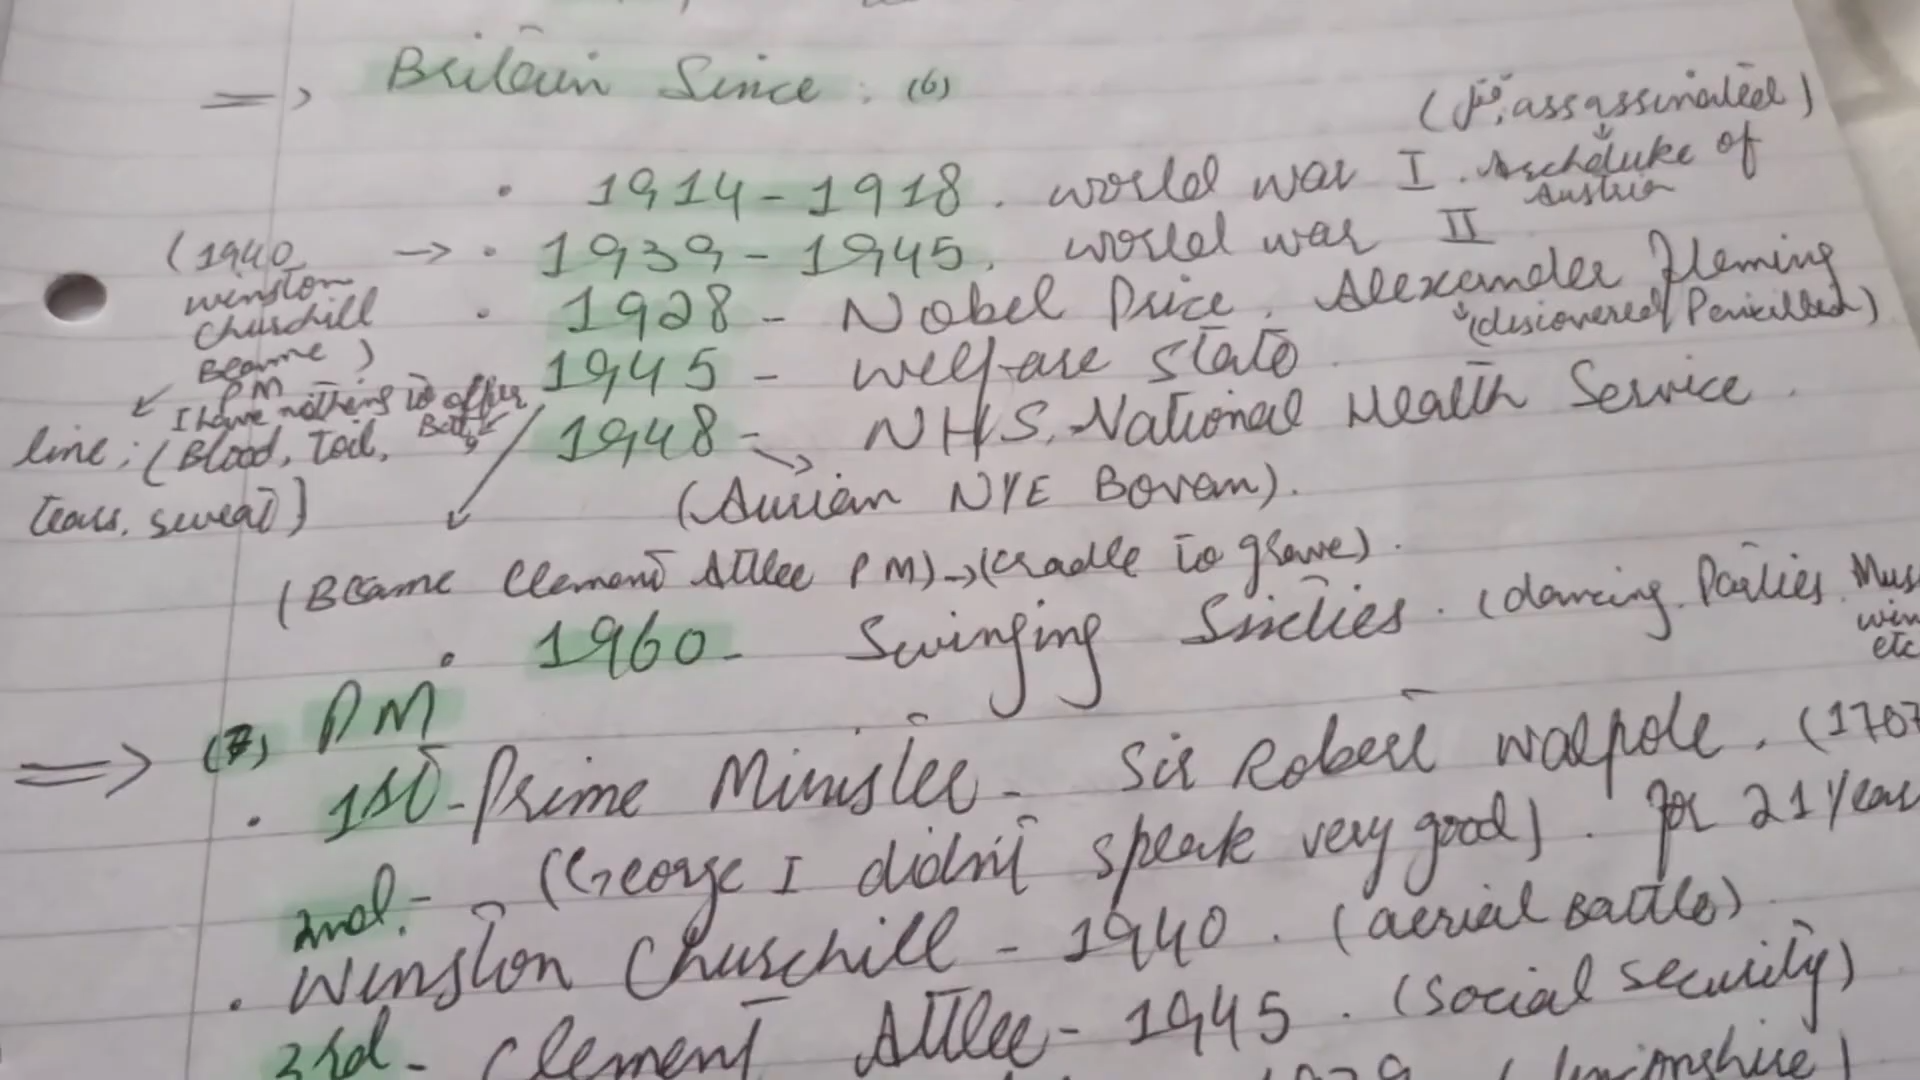 => Britain Since : (6)
( قتل, assassinated )
• 1914 - 1918 . world war I . Archduke of
Austria
(1940 → • 1939 - 1945 . world war II
winston
churchill
Became )
PM
• 1928 - Nobel Price . Alexander Fleming
(discovered
1945 - welfare state
I have nothing to offer
line ; ( Blood, Toil,
tears, sweat )
1948 - NHS, National Health Service .
(Aurian NYE Bovan) .
(Became Clement Attlee PM) → (cradle to grave) .
• 1960 - Swinging Sixties . (dancing Parties
etc
=> (7) PM
• 1st - Prime Minister - Sir Robert walpole . (1707
(George I didn't speak very good) . for 21 year
2nd. -
• Winston Churchill - 1940 . (aerial Battle)
3rd - Clement Attlee - 1945 . (Social security)